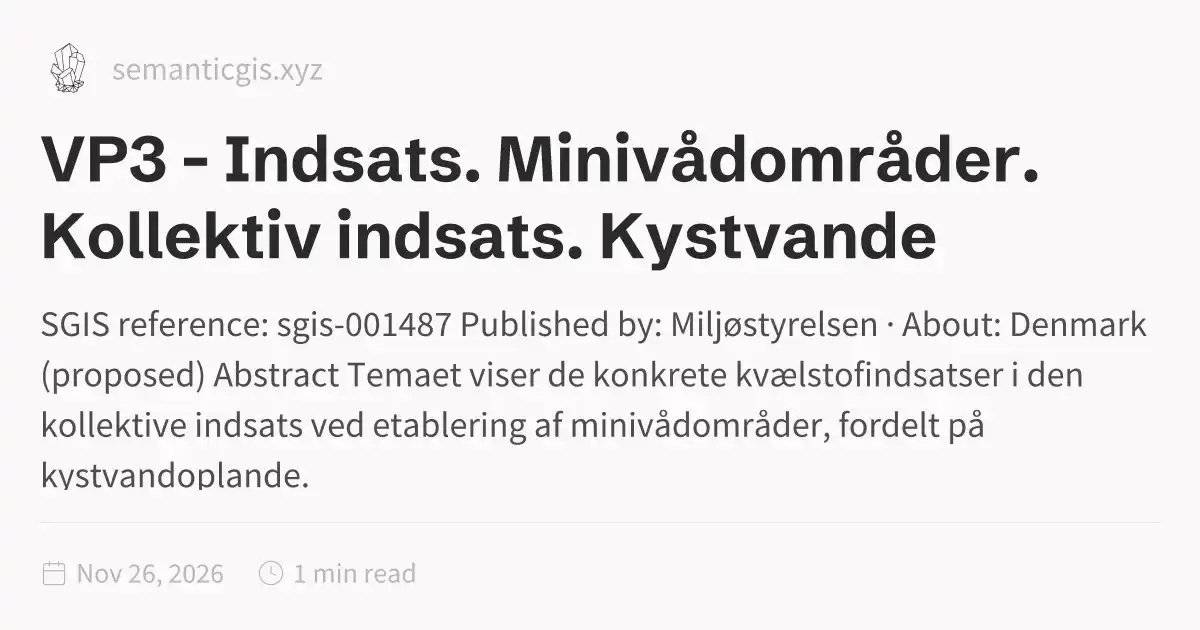 semanticgis.xyz
VP3 - Indsats. Minivådområder.
Kollektiv indsats. Kystvande
SGIS reference: sgis-001487 Published by: Miljøstyrelsen · About: Denmark
(proposed) Abstract Temaet viser de konkrete kvælstofindsatser i den
kollektive indsats ved etablering af minivådområder, fordelt på
kystvandoplande.
Nov 26, 2026
1 min read